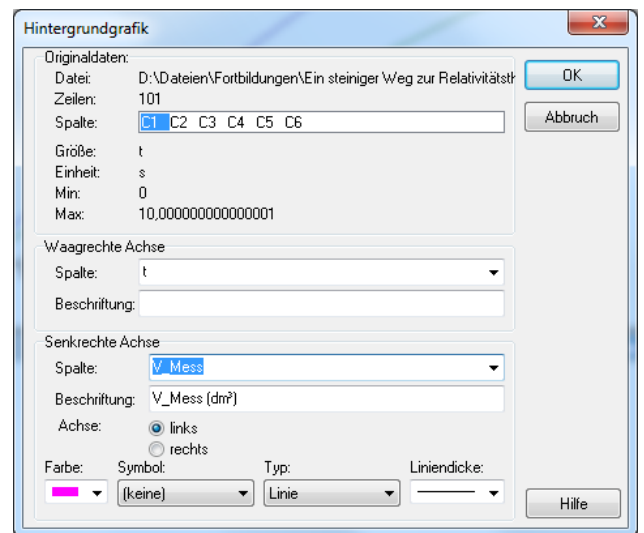 Hintergrundgrafik
Originaldaten:
Datei: D:\Dateien\Fortbildungen\Ein steiniger Weg zur Relativitätsth
Zeilen: 101
Spalte: C1 C2 C3 C4 C5 C6
Größe: t
Einheit: s
Min: 0
Max: 10,000000000000001
OK
Abbruch
Waagrechte Achse
Spalte: t
Beschriftung:
Senkrechte Achse
Spalte: V_Mess
Beschriftung: V_Mess (dm³)
Achse: links
rechts
Farbe: Symbol: Typ: Liniendicke:
(keine) Linie
Hilfe